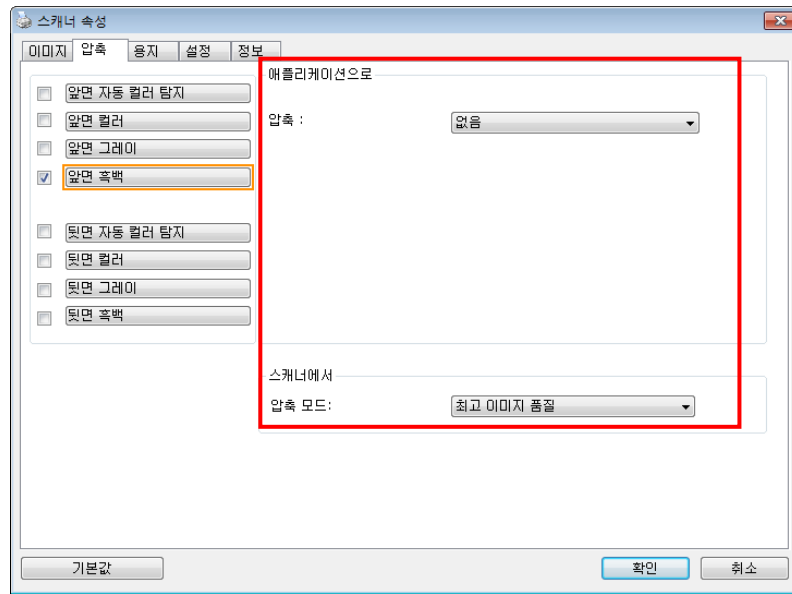 스캐너 속성
이미지 압축 용지 설정 정보
앞면 자동 컬러 탐지
앞면 컬러
앞면 그레이
앞면 흑백
뒷면 자동 컬러 탐지
뒷면 컬러
뒷면 그레이
뒷면 흑백
애플리케이션으로
압축 : 없음
스캐너에서
압축 모드: 최고 이미지 품질
기본값 확인 취소